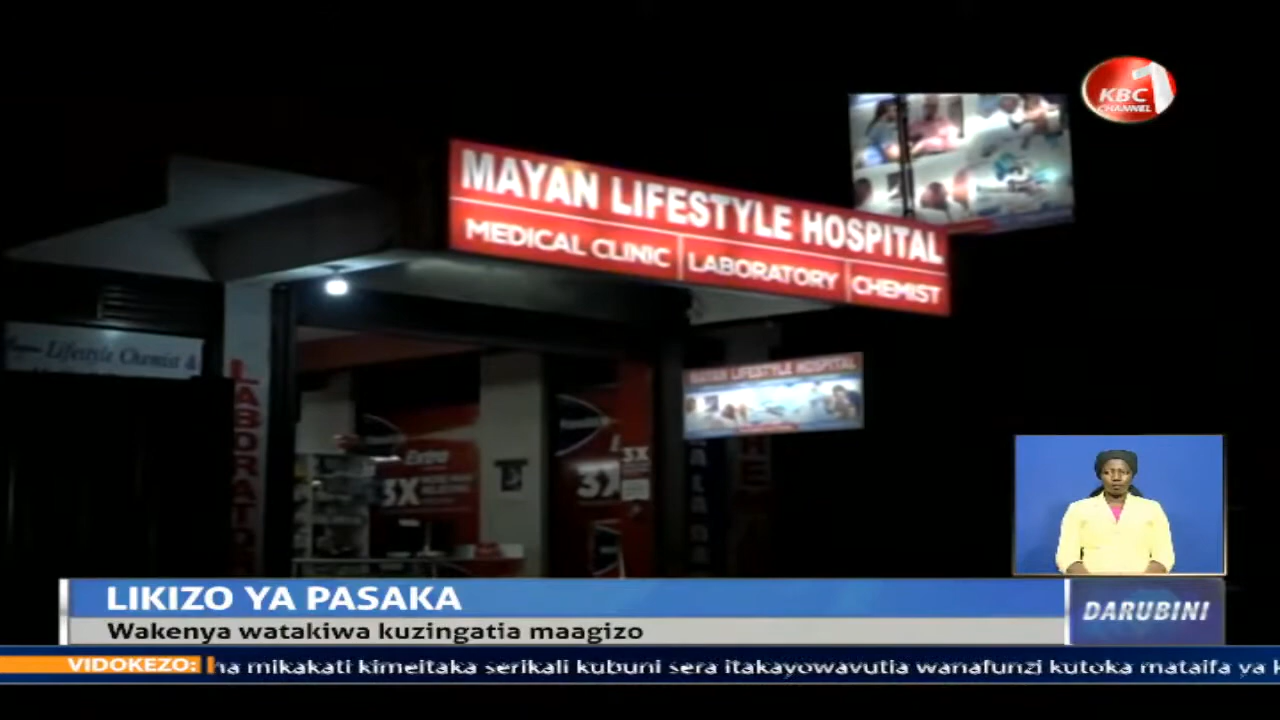 KBC 1
CHANNEL
MAYAN LIFESTYLE HOSPITAL
MEDICAL CLINIC LABORATORY CHEMIST
Lifestyle Chemist &
MAYAN LIFESTYLE HOSPITAL
LABORATORY
Extra
3X
3X
3X
LIKIZO YA PASAKA
Wakenya watakiwa kuzingatia maagizo
DARUBINI
VIDOKEZO: na mikakati kimeitaka serikali kubuni sera itakayowavutia wanafunzi kutoka mataifa ya k